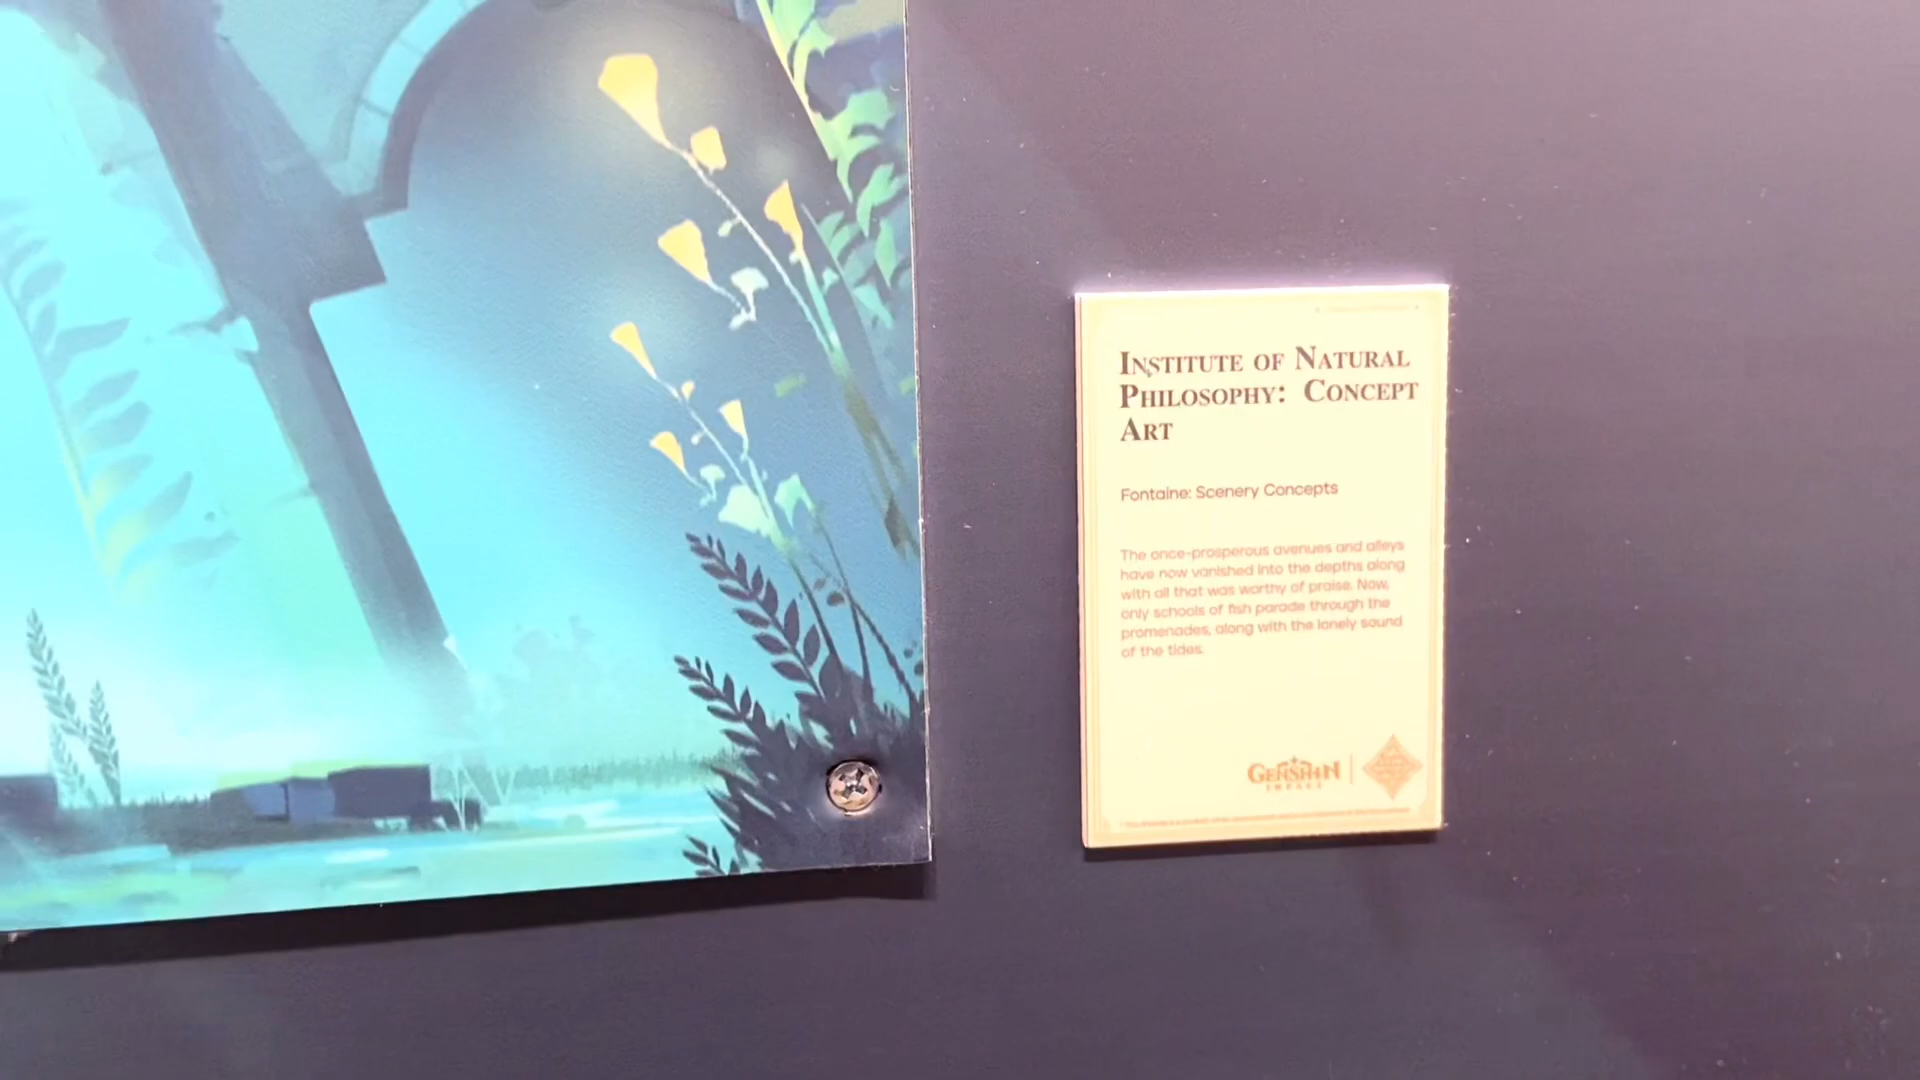 INSTITUTE OF NATURAL
PHILOSOPHY: CONCEPT
ART
Fontaine: Scenery Concepts
The once-prosperous avenues and alleys
have now vanished into the depths along
with all that was worthy of praise. Now,
only schools of fish parade through the
promenades, along with the lonely sound
of the tides.
GENSHIN
IMPACT